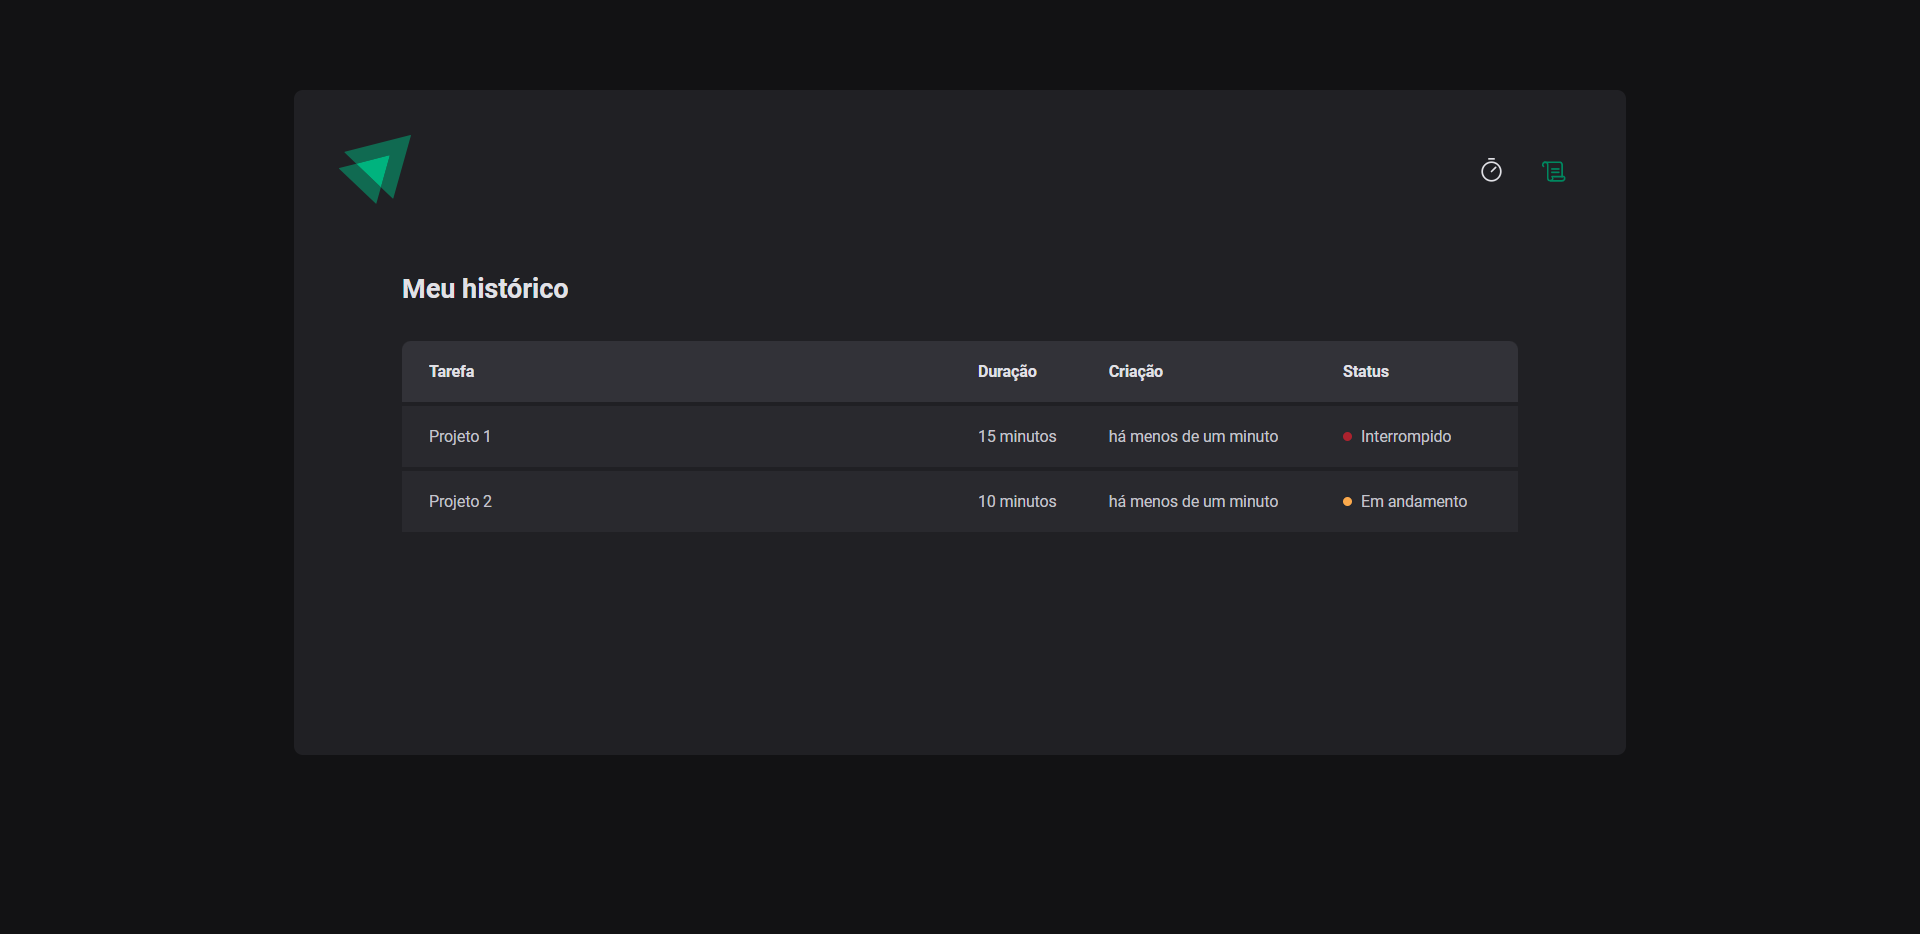 Meu histórico
Tarefa Duração Criação Status
Projeto 1 15 minutos há menos de um minuto Interrompido
Projeto 2 10 minutos há menos de um minuto Em andamento